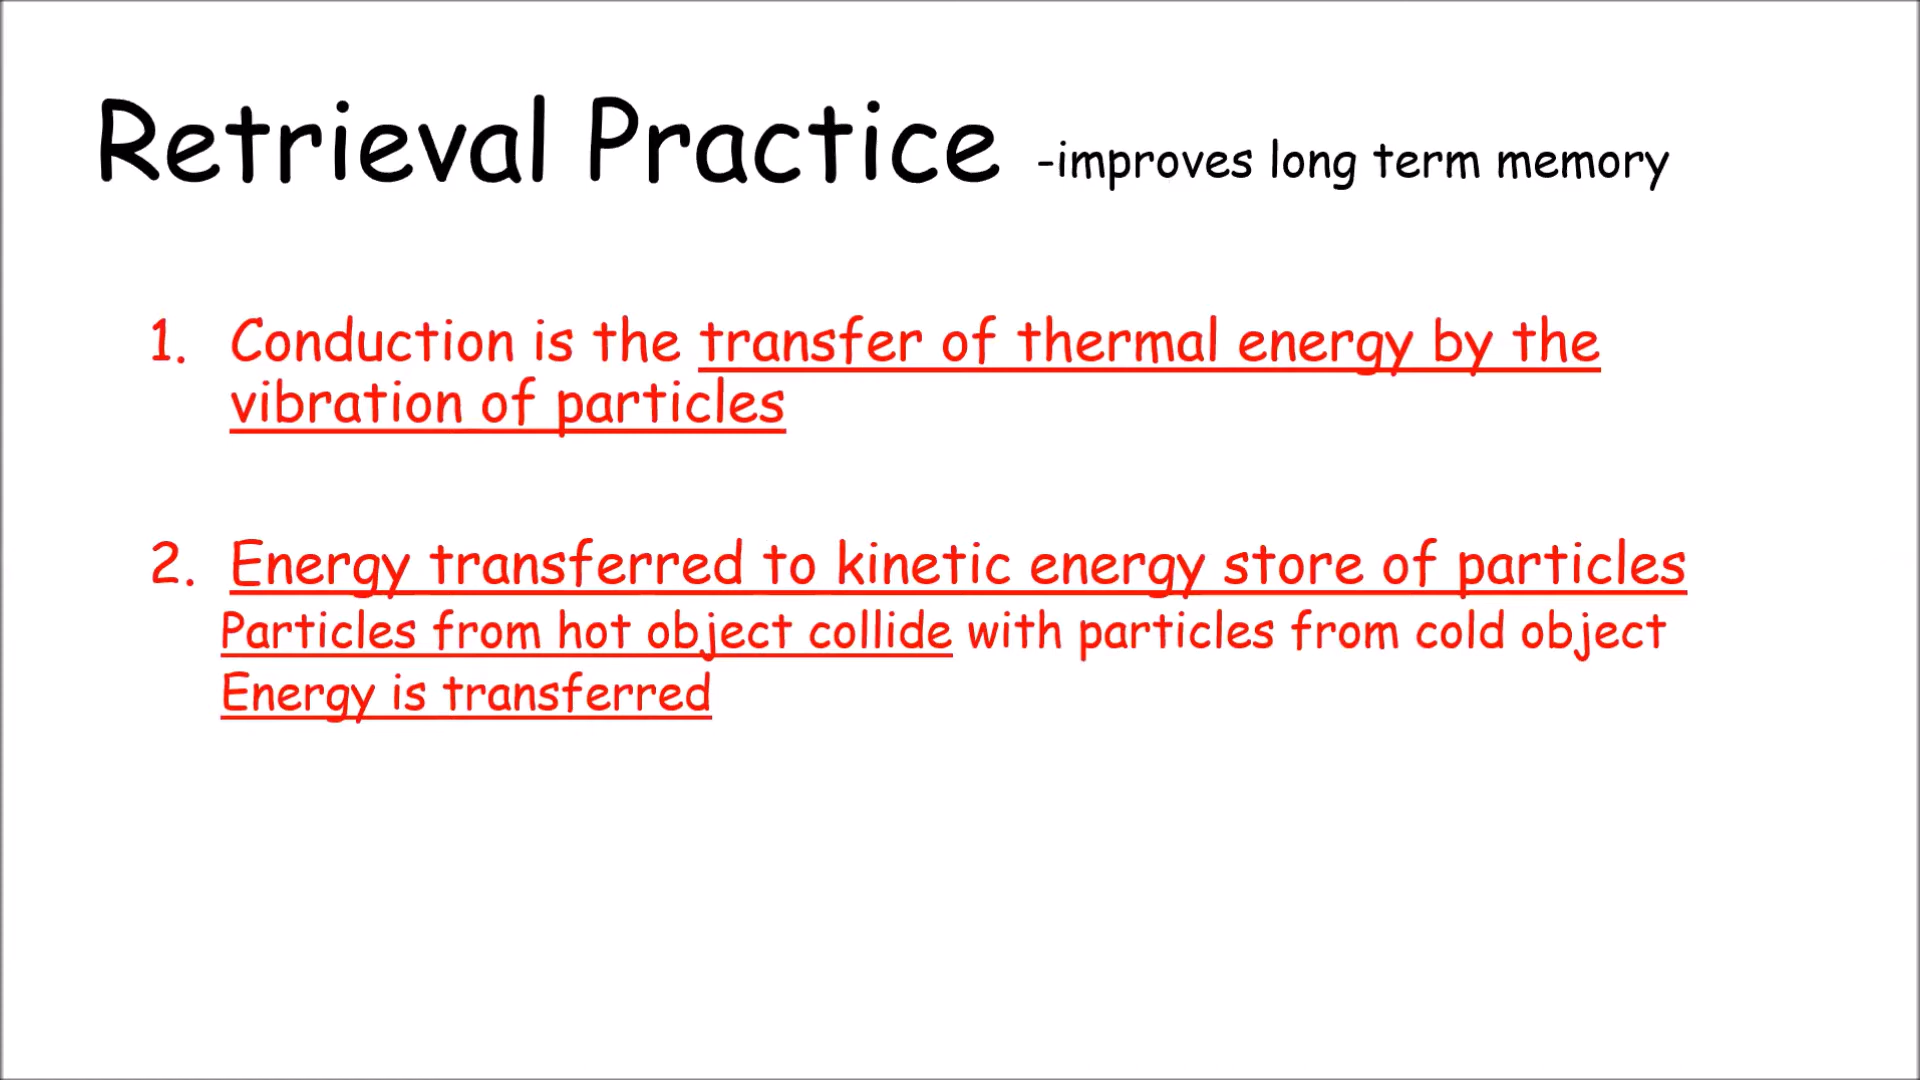 Retrieval Practice -improves long term memory
1. Conduction is the transfer of thermal energy by the
vibration of particles
2. Energy transferred to kinetic energy store of particles
Particles from hot object collide with particles from cold object
Energy is transferred